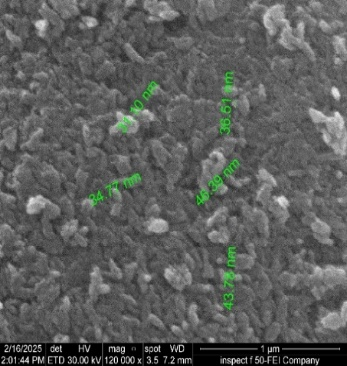 36.61 nm
34.77 nm
46.39 nm
43.78 nm
2/16/2025 det HV mag spot WD 1 µm
2:01:44 PM ETD 30.00 kV 120 000 x 3.5 7.2 mm inspect f 50-FEI Company